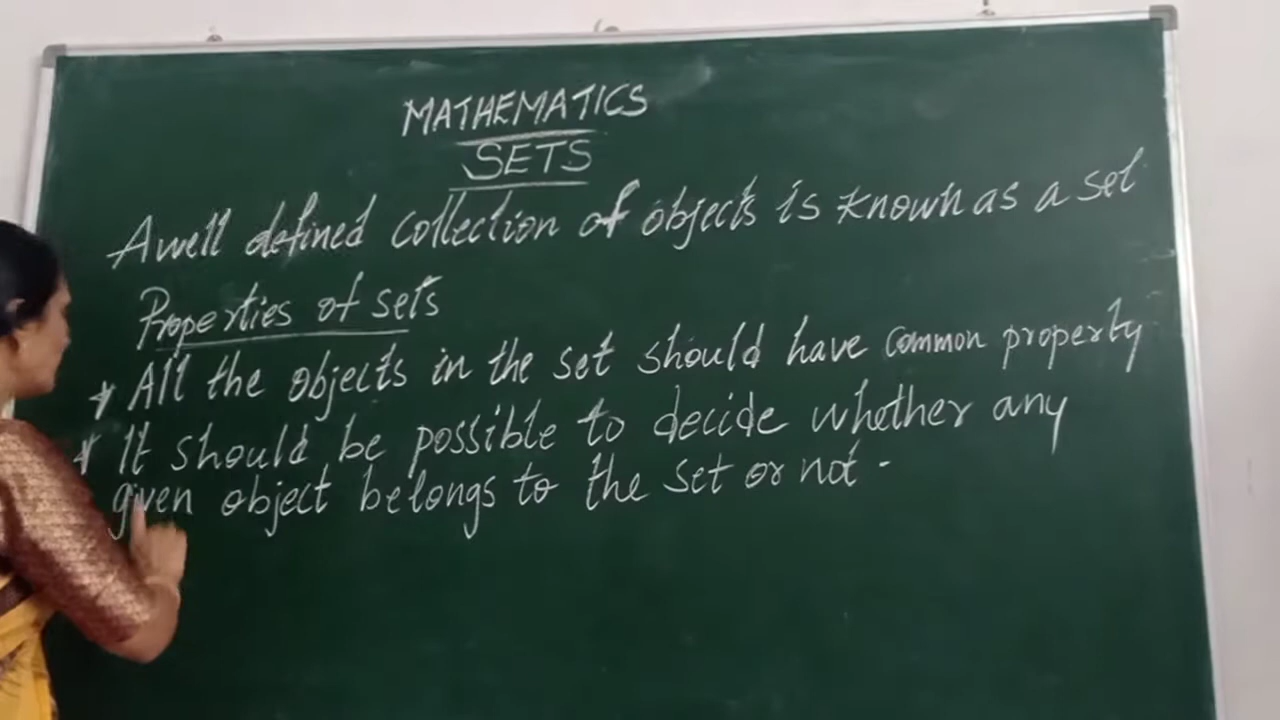 MATHEMATICS
SETS
A well defined collection of objects is known as a set
Properties of sets
* All the objects in the set should have common property
* It should be possible to decide whether any
given object belongs to the set or not.